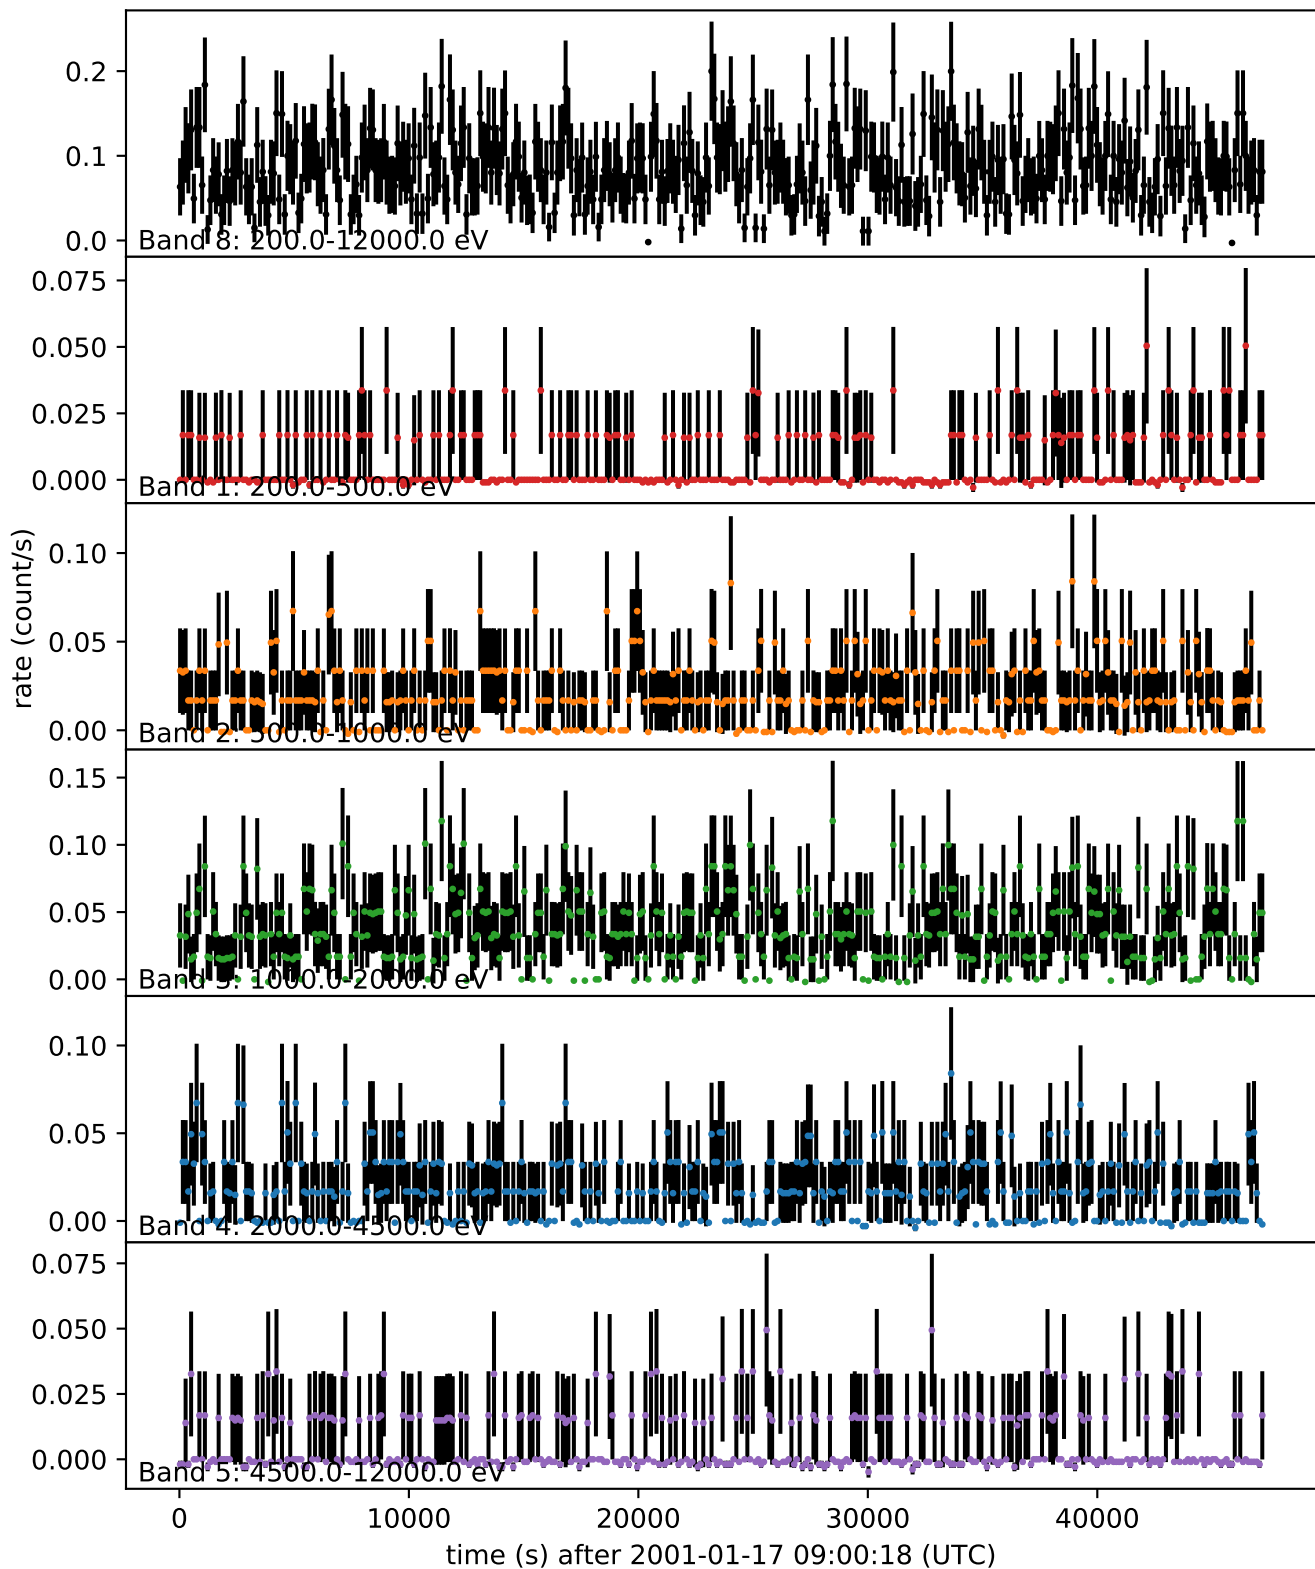 0.2
0.1
0.0
Band 8: 200.0-12000.0 eV
0.075
0.050
0.025
0.000
Band 1: 200.0-500.0 eV
rate (count/s)
0.10
0.05
0.00
Band 2: 500.0-1000.0 eV
0.15
0.10
0.05
0.00
Band 3: 1000.0-2000.0 eV
0.10
0.05
0.00
Band 4: 2000.0-4500.0 eV
0.075
0.050
0.025
0.000
Band 5: 4500.0-12000.0 eV
0 10000 20000 30000 40000
time (s) after 2001-01-17 09:00:18 (UTC)